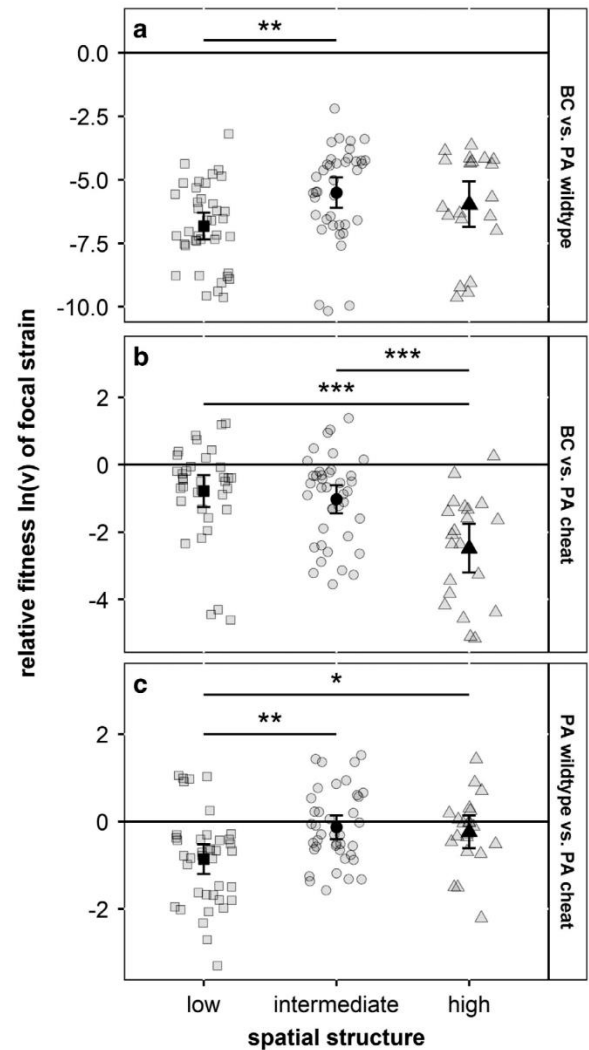 relative fitness ln(v) of focal strain
a
**
0.0
-2.5
-5.0
-7.5
-10.0
BC vs. PA wildtype
b
***
***
2
0
-2
-4
BC vs. PA cheat
c
*
**
2
0
-2
PA wildtype vs. PA cheat
low intermediate high
spatial structure